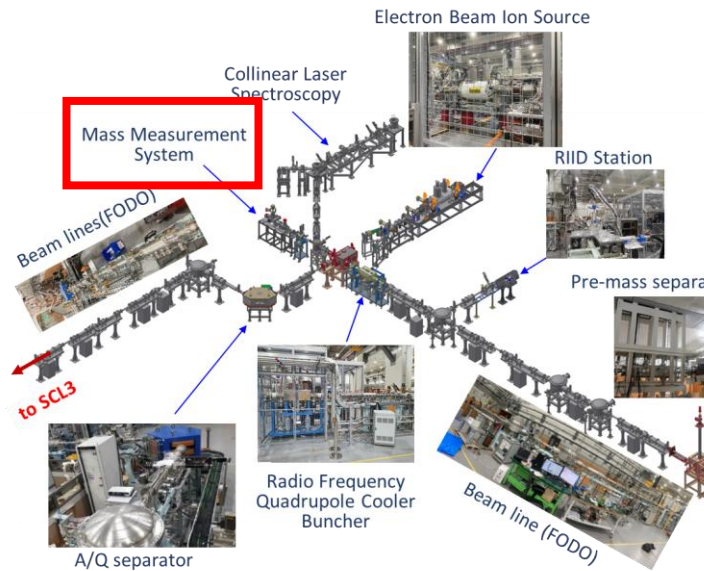 Electron Beam Ion Source
Collinear Laser
Spectroscopy
Mass Measurement
System
RIID Station
Beam lines(FODO)
Pre-mass separa
to SCL3
Radio Frequency
Quadrupole Cooler
Buncher
Beam line (FODO)
A/Q separator